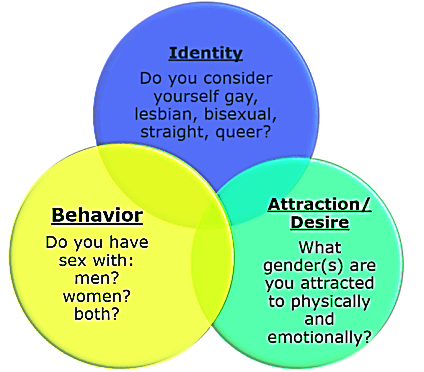 Identity
Do you consider
yourself gay,
lesbian, bisexual,
straight, queer?
Behavior
Do you have
sex with:
men?
women?
both?
Attraction/
Desire
What
gender(s) are
you attracted
to physically
and
emotionally?